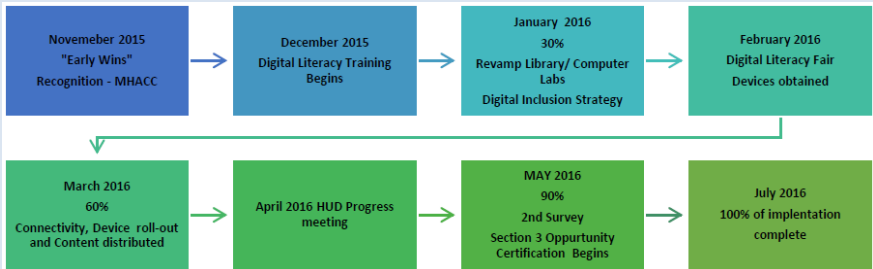 Novemeber 2015
"Early Wins"
Recognition - MHACC
December 2015
Digital Literacy Training
Begins
January  2016
30%
Revamp Library/ Computer
Labs
Digital Inclusion Strategy
February 2016
Digital Literacy Fair
Devices obtained
March 2016
60%
Connectivity, Device  roll-out
and Content distributed
April 2016 HUD Progress
meeting
MAY 2016
90%
2nd Survey
Section 3 Oppurtunity
Certification  Begins
July 2016
100% of implentation
complete